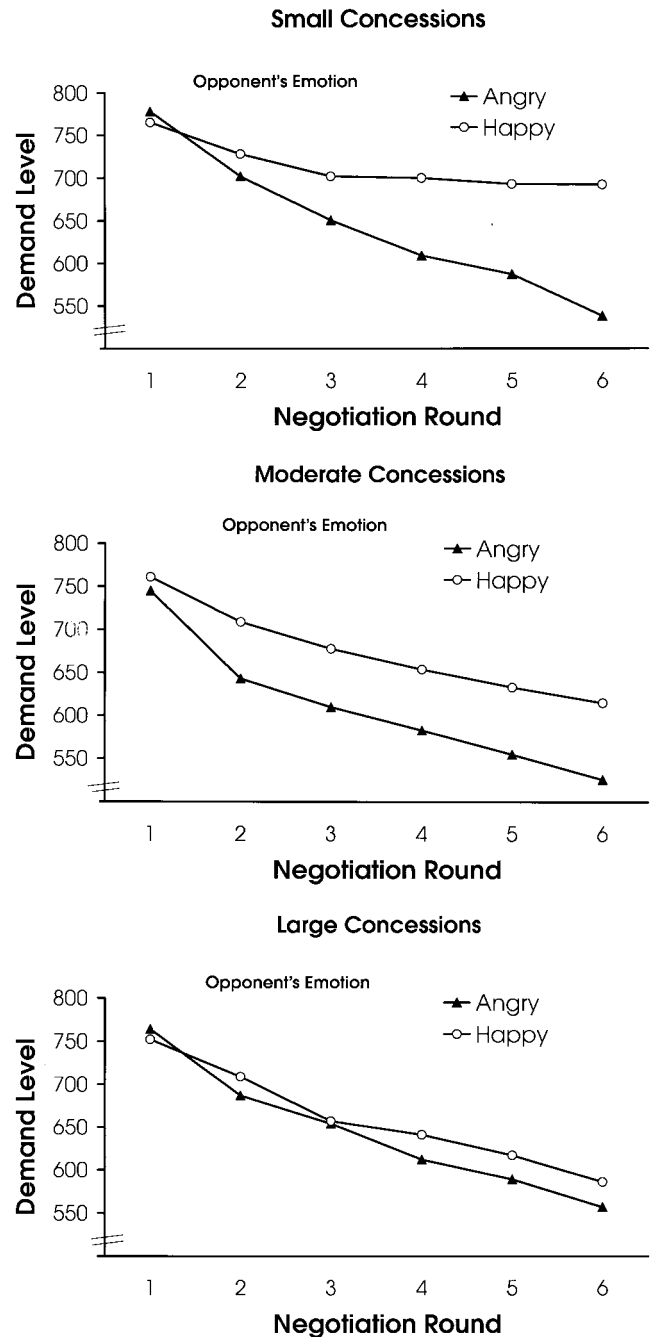 Small Concessions
Opponent's Emotion
Angry
Happy
800
750
700
650
600
550
Demand Level
1 2 3 4 5 6
Negotiation Round
Moderate Concessions
Opponent's Emotion
Angry
Happy
800
750
700
650
600
550
Demand Level
1 2 3 4 5 6
Negotiation Round
Large Concessions
Opponent's Emotion
Angry
Happy
800
750
700
650
600
550
Demand Level
1 2 3 4 5 6
Negotiation Round